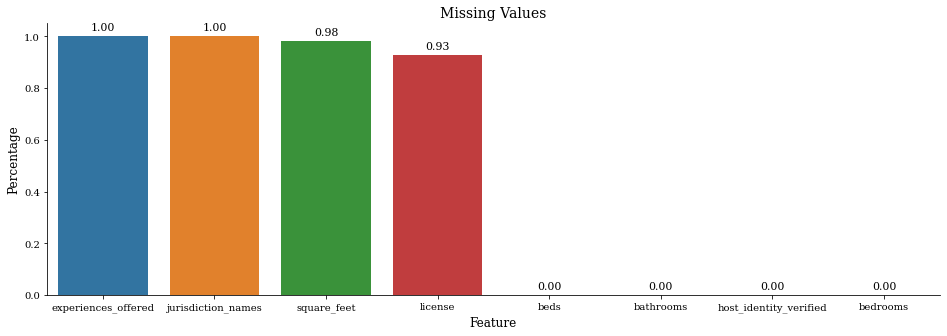 Missing Values
1.00 1.00 0.98 0.93 0.00 0.00 0.00 0.00
Percentage
1.0
0.8
0.6
0.4
0.2
0.0
experiences_offered jurisdiction_names square_feet license beds bathrooms host_identity_verified bedrooms
Feature